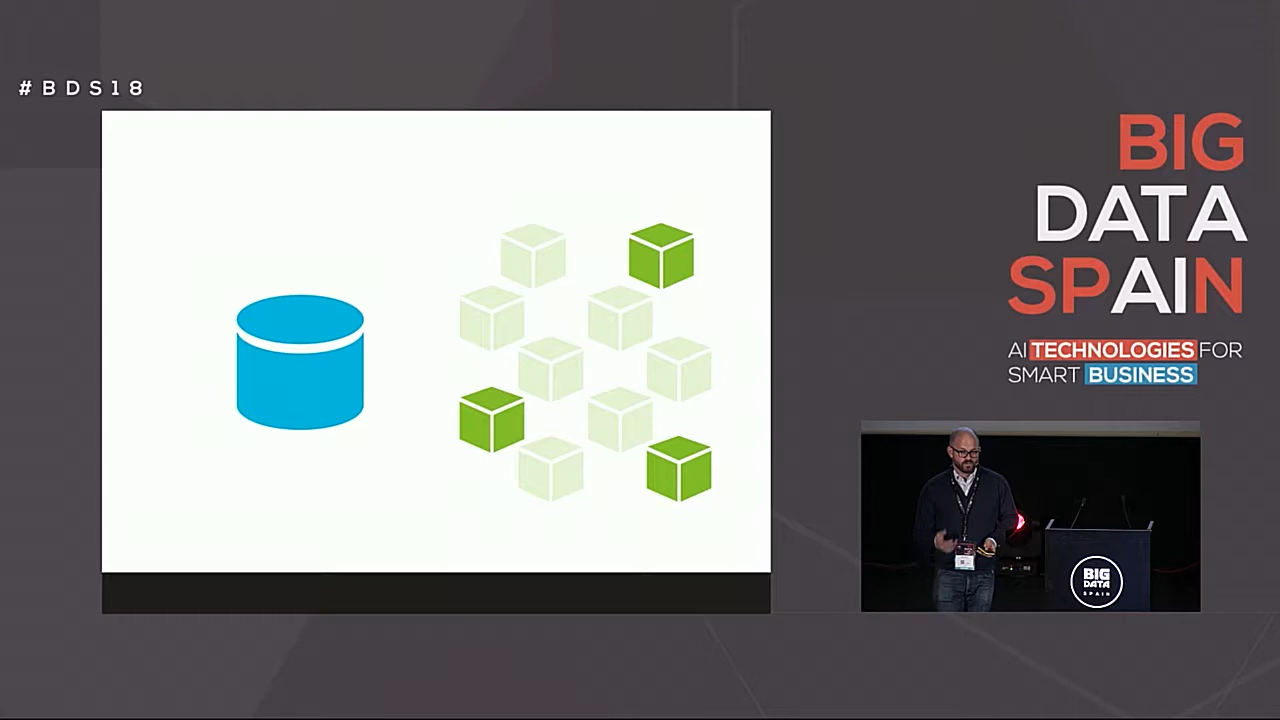 #BDS18
BIG
DATA
SPAIN
AI TECHNOLOGIES FOR
SMART BUSINESS
BIG
DATA
SPAIN